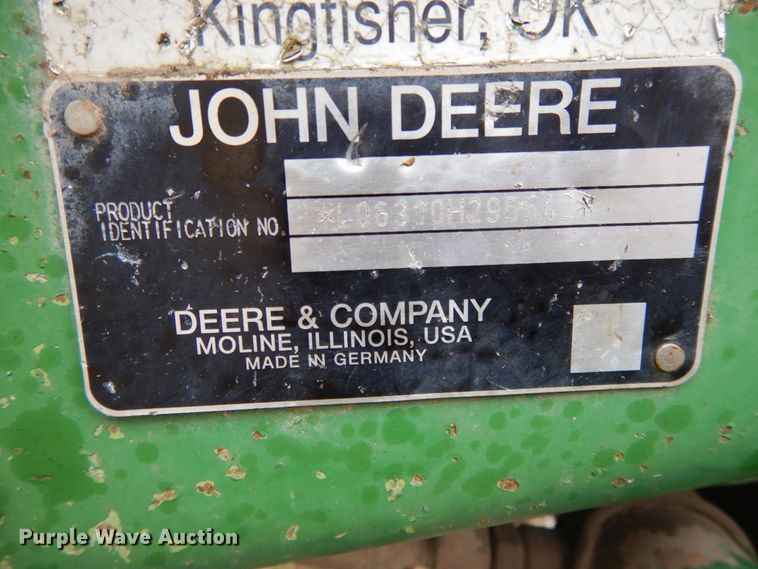 Kingfisher, OK
JOHN DEERE
PRODUCT
IDENTIFICATION NO.
DEERE & COMPANY
MOLINE, ILLINOIS, USA
MADE IN GERMANY
Purple Wave Auction